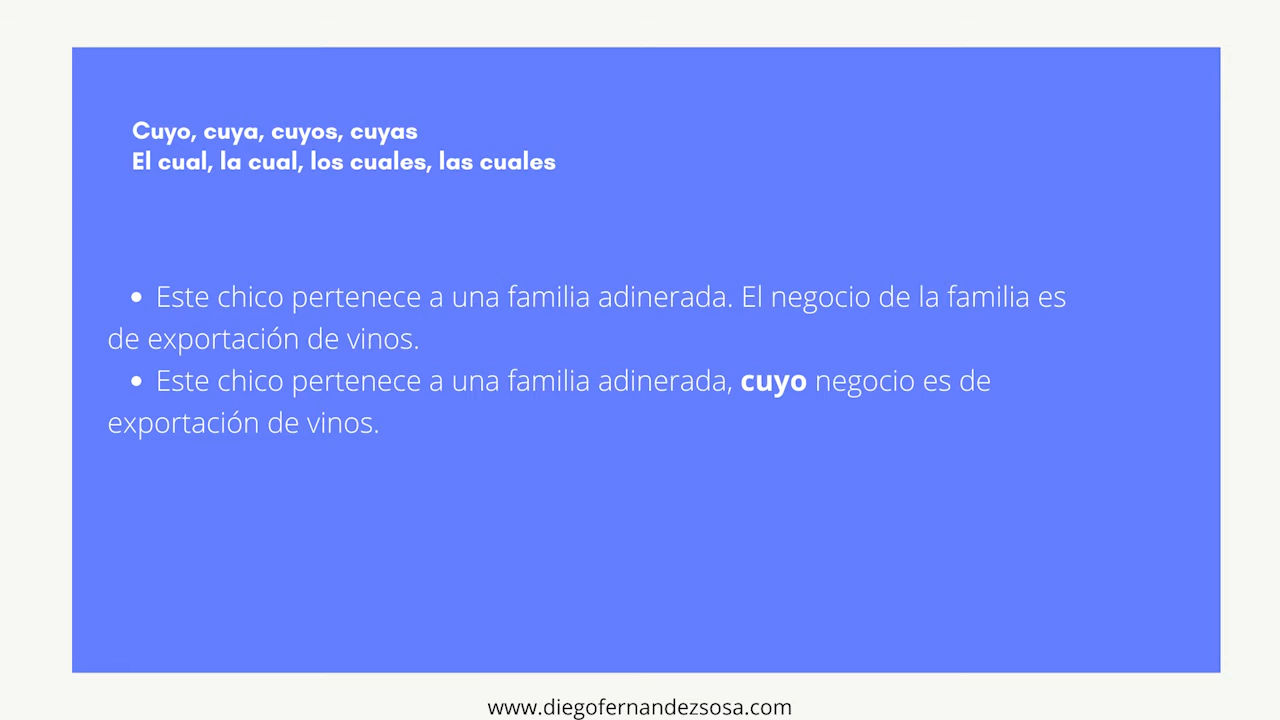 Cuyo, cuya, cuyos, cuyas
El cual, la cual, los cuales, las cuales
• Este chico pertenece a una familia adinerada. El negocio de la familia es
de exportación de vinos.
• Este chico pertenece a una familia adinerada, cuyo negocio es de
exportación de vinos.
www.diegofernandezsosa.com